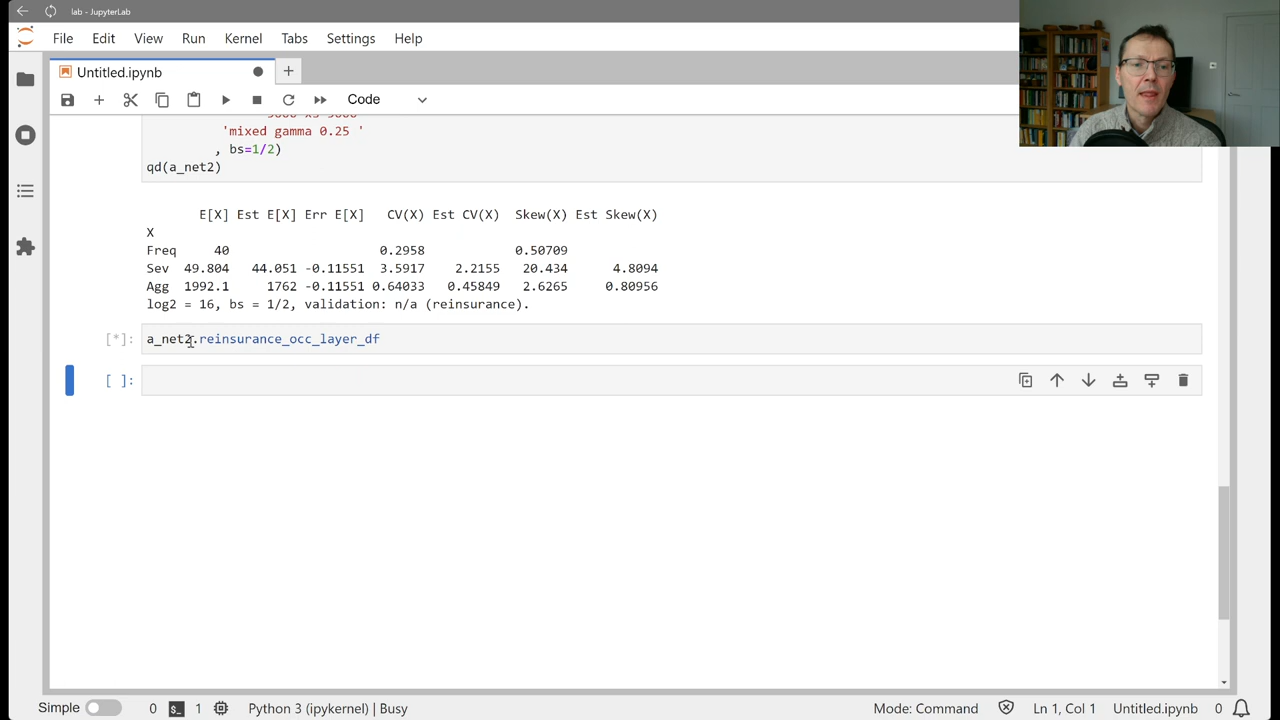 lab - JupyterLab
File Edit View Run Kernel Tabs Settings Help
Untitled.ipynb
Code
'mixed gamma 0.25 '
, bs=1/2)
qd(a_net2)
E[X] Est E[X] Err E[X] CV(X) Est CV(X) Skew(X) Est Skew(X)
X
Freq 40 0.2958 0.50709
Sev 49.804 44.051 -0.11551 3.5917 2.2155 20.434 4.8094
Agg 1992.1 1762 -0.11551 0.64033 0.45849 2.6265 0.80956
log2 = 16, bs = 1/2, validation: n/a (reinsurance).
[*]: a_net2.reinsurance_occ_layer_df
[ ]:
Simple 0 1 Python 3 (ipykernel) | Busy Mode: Command Ln 1, Col 1 Untitled.ipynb 0